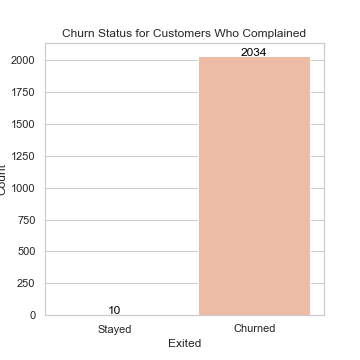 Churn Status for Customers Who Complained
2034
2000
1750
1500
1250
1000
750
500
250
0
Count
10
Stayed
Churned
Exited